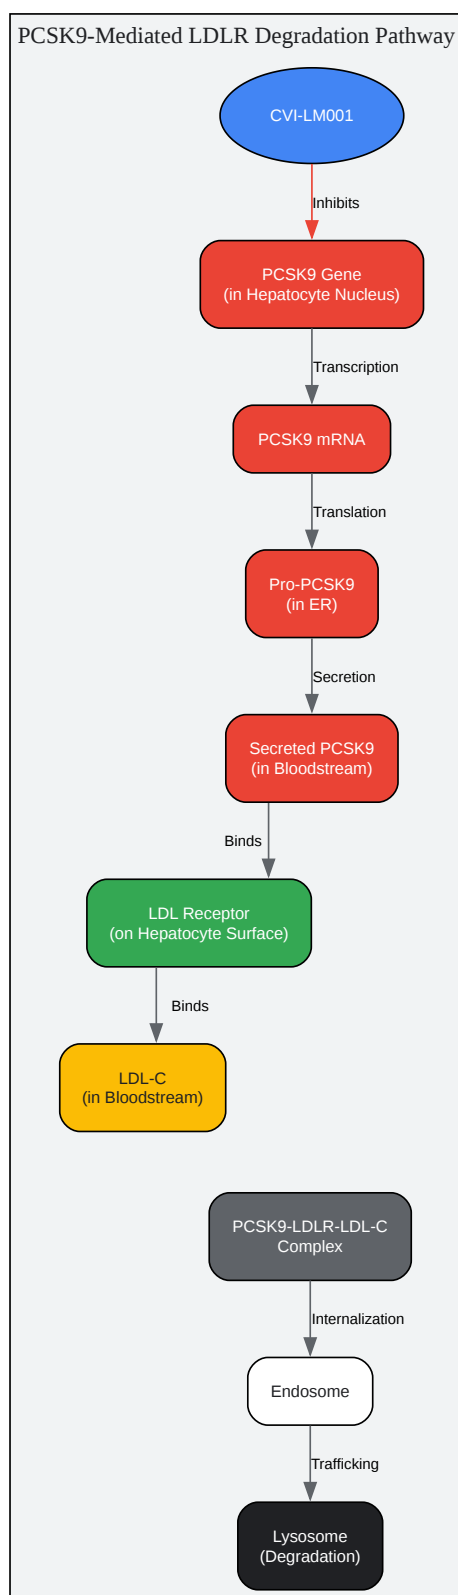 PCSK9-Mediated LDLR Degradation Pathway
CVI-LM001
Inhibits
PCSK9 Gene
(in Hepatocyte Nucleus)
Transcription
PCSK9 mRNA
Translation
Pro-PCSK9
(in ER)
Secretion
Secreted PCSK9
(in Bloodstream)
Binds
LDL Receptor
(on Hepatocyte Surface)
Binds
LDL-C
(in Bloodstream)
PCSK9-LDLR-LDL-C
Complex
Internalization
Endosome
Trafficking
Lysosome
(Degradation)